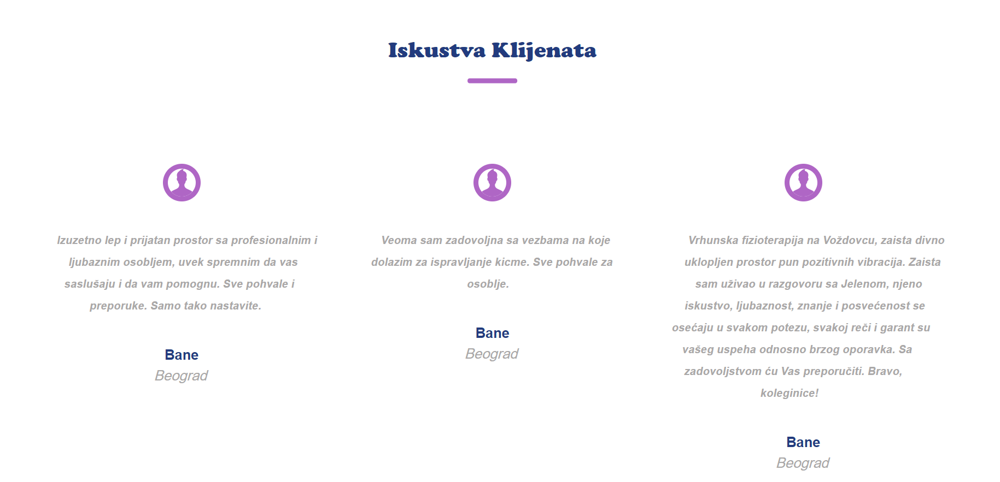 Iskustva Klijenata
Izuzetno lep i prijatan prostor sa profesionalnim i
ljubaznim osobljem, uvek spremnim da vas
saslušaju i da vam pomognu. Sve pohvale i
preporuke. Samo tako nastavite.
Bane
Beograd
Veoma sam zadovoljna sa vezbama na koje
dolazim za ispravljanje kicme. Sve pohvale za
osoblje.
Bane
Beograd
Vrhunska fizioterapija na Voždovcu, zaista divno
uklopljen prostor pun pozitivnih vibracija. Zaista
sam uživao u razgovoru sa Jelenom, njeno
iskustvo, ljubaznost, znanje i posvećenost se
osećaju u svakom potezu, svakoj reči i garant su
vašeg uspeha odnosno brzog oporavka. Sa
zadovoljstvom ću Vas preporučiti. Bravo,
koleginice!
Bane
Beograd